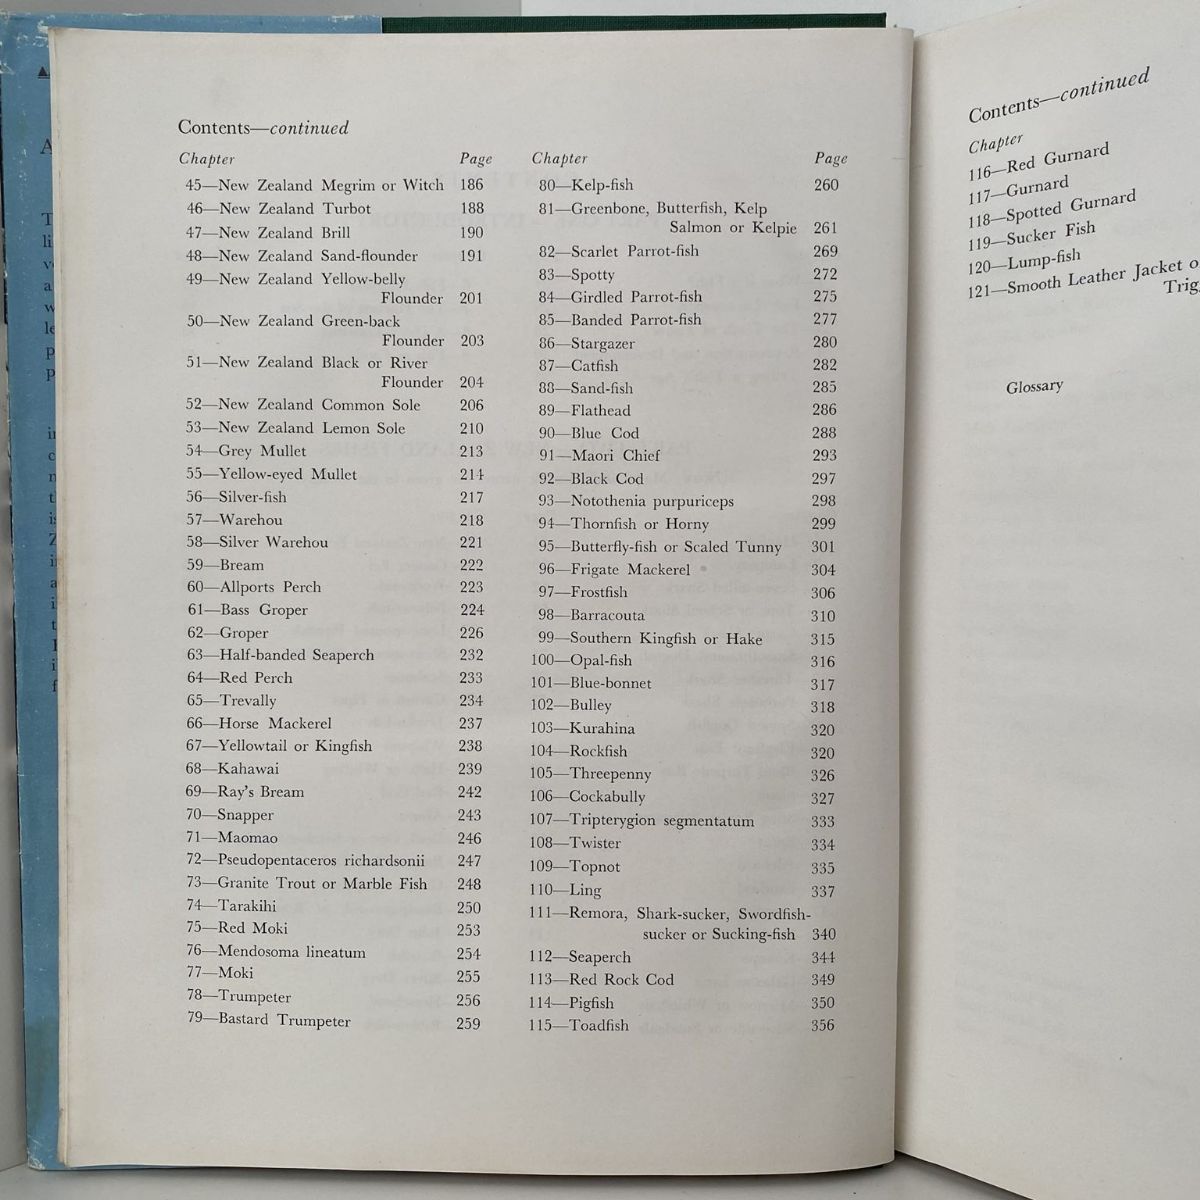 Contents—continued
Chapter Page
45—New Zealand Megrim or Witch 186
46—New Zealand Turbot 188
47—New Zealand Brill 190
48—New Zealand Sand-flounder 191
49—New Zealand Yellow-belly
Flounder 201
50—New Zealand Green-back
Flounder 203
51—New Zealand Black or River
Flounder 204
52—New Zealand Common Sole 206
53—New Zealand Lemon Sole 210
54—Grey Mullet 213
55—Yellow-eyed Mullet 214
56—Silver-fish 217
57—Warehou 218
58—Silver Warehou 221
59—Bream 222
60—Allports Perch 223
61—Bass Groper 224
62—Groper 226
63—Half-banded Seaperch 232
64—Red Perch 233
65—Trevally 234
66—Horse Mackerel 237
67—Yellowtail or Kingfish 238
68—Kahawai 239
69—Ray's Bream 242
70—Snapper 243
71—Maomao 246
72—Pseudopentaceros richardsonii 247
73—Granite Trout or Marble Fish 248
74—Tarakihi 250
75—Red Moki 253
76—Mendosoma lineatum 254
77—Moki 255
78—Trumpeter 256
79—Bastard Trumpeter 259
Chapter Page
80—Kelp-fish 260
81—Greenbone, Butterfish, Kelp
Salmon or Kelpie 261
82—Scarlet Parrot-fish 269
83—Spotty 272
84—Girdled Parrot-fish 275
85—Banded Parrot-fish 277
86—Stargazer 280
87—Catfish 282
88—Sand-fish 285
89—Flathead 286
90—Blue Cod 288
91—Maori Chief 293
92—Black Cod 297
93—Notothenia purpuriceps 298
94—Thornfish or Horny 299
95—Butterfly-fish or Scaled Tunny 301
96—Frigate Mackerel 304
97—Frostfish 306
98—Barracouta 310
99—Southern Kingfish or Hake 315
100—Opal-fish 316
101—Blue-bonnet 317
102—Bulley 318
103—Kurahina 320
104—Rockfish 320
105—Threepenny 326
106—Cockabully 327
107—Tripterygion segmentatum 333
108—Twister 334
109—Topnot 335
110—Ling 337
111—Remora, Shark-sucker, Swordfish-
sucker or Sucking-fish 340
112—Seaperch 344
113—Red Rock Cod 349
114—Pigfish 350
115—Toadfish 356
Contents—continued
Chapter
116—Red Gurnard
117—Gurnard
118—Spotted Gurnard
119—Sucker Fish
120—Lump-fish
121—Smooth Leather Jacket o
Trig
Glossary